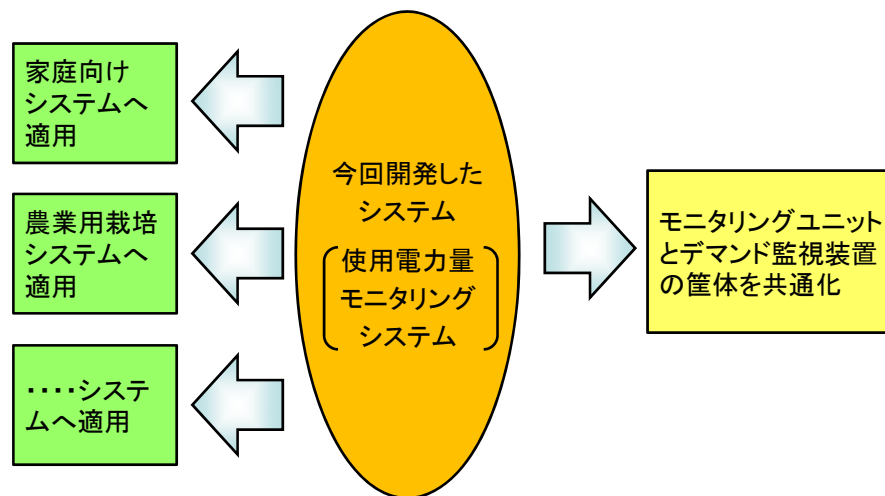 家庭向け
システムへ
適用
農業用栽培
システムへ
適用
・・・・システ
ムへ適用
今回開発した
システム
使用電力量
モニタリング
システム
モニタリングユニット
とデマンド監視装置
の筐体を共通化